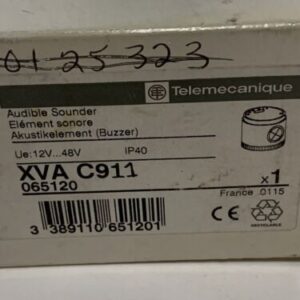 01 25 323
Telemecanique
Audible Sounder
Elément sonore
Akustikelement (Buzzer)
Ue: 12V...48V IP40
XVA C911
065120
x1
France 0115
3 389110 651201
CE
RECYCLABLE